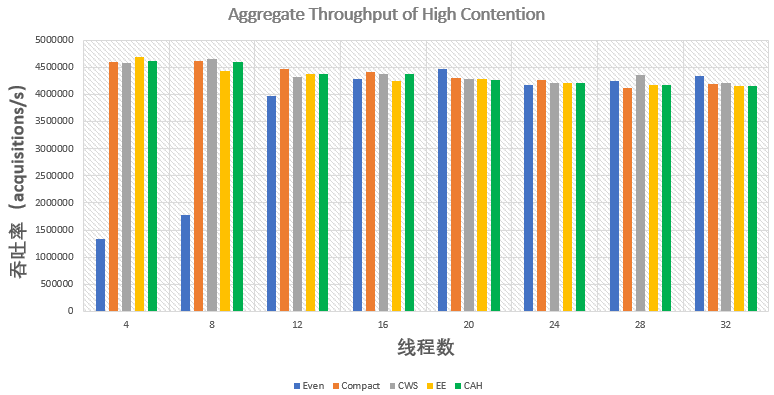 Aggregate Throughput of High Contention
吞吐率（acquisitions/s）
5000000
4500000
4000000
3500000
3000000
2500000
2000000
1500000
1000000
500000
0
4 8 12 16 20 24 28 32
线程数
Even Compact CWS EE CAH